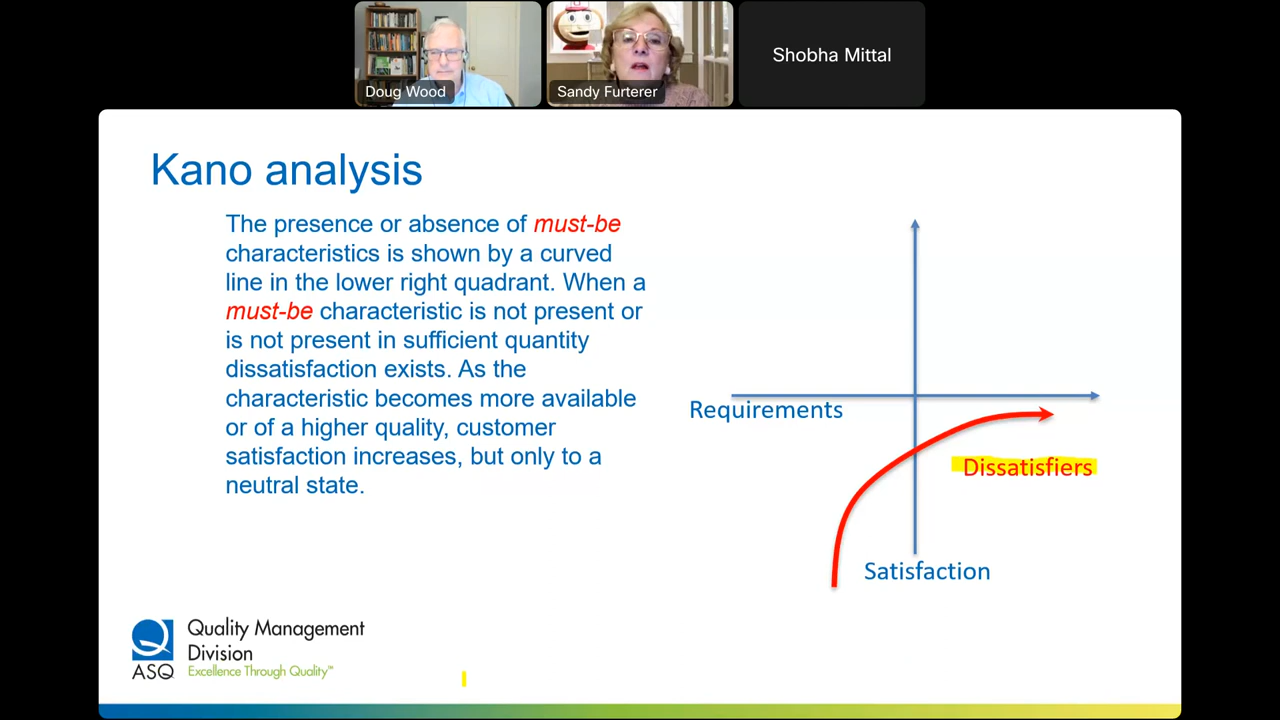 Doug Wood
Sandy Furterer
Shobha Mittal
Kano analysis
The presence or absence of must-be
characteristics is shown by a curved
line in the lower right quadrant. When a
must-be characteristic is not present or
is not present in sufficient quantity
dissatisfaction exists. As the
characteristic becomes more available
or of a higher quality, customer
satisfaction increases, but only to a
neutral state.
Requirements
Dissatisfiers
Satisfaction
Quality Management
Division
ASQ Excellence Through Quality™